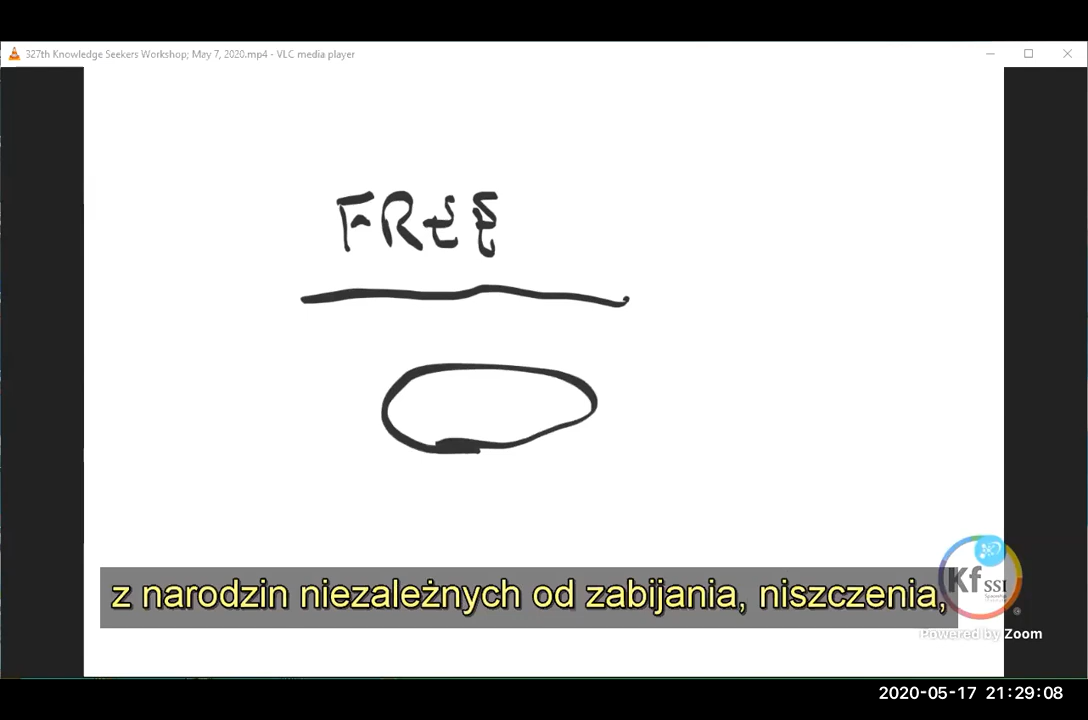 327th Knowledge Seekers Workshop; May 7, 2020.mp4 - VLC media player
FREE
z narodzin niezależnych od zabijania, niszczenia,
Kf SSI
Powered by Zoom
2020-05-17 21:29:08